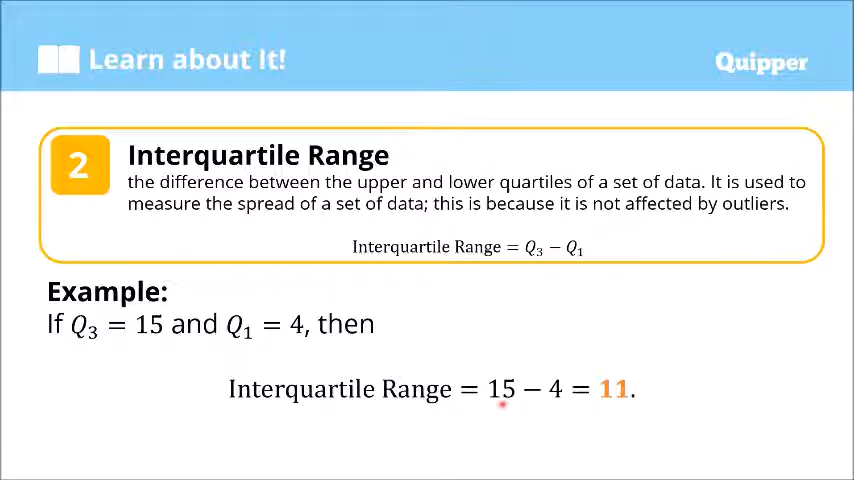 Learn about It!
Quipper
2
Interquartile Range
the difference between the upper and lower quartiles of a set of data. It is used to
measure the spread of a set of data; this is because it is not affected by outliers.
Interquartile Range = Q₃ − Q₁
Example:
If Q₃ = 15 and Q₁ = 4, then
Interquartile Range = 15 − 4 = 11.